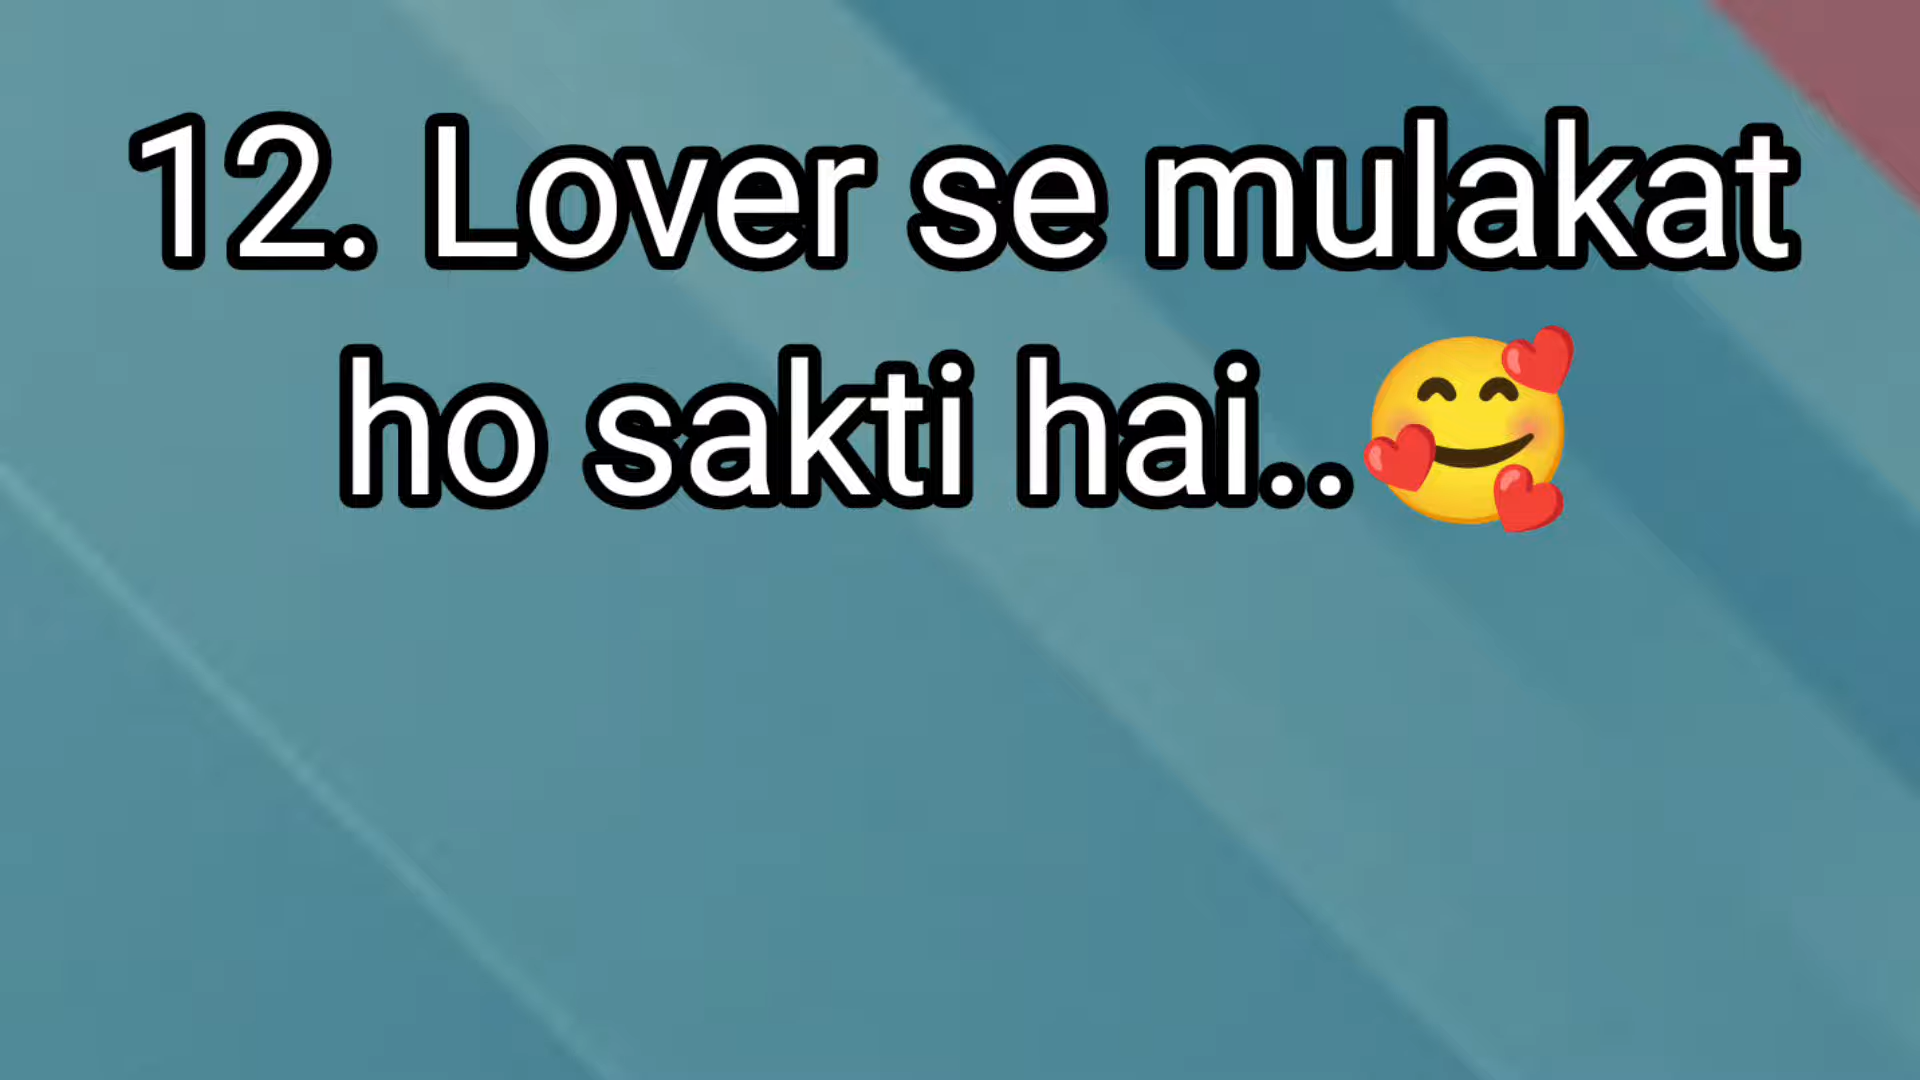 12. Lover se mulakat
ho sakti hai..🥰